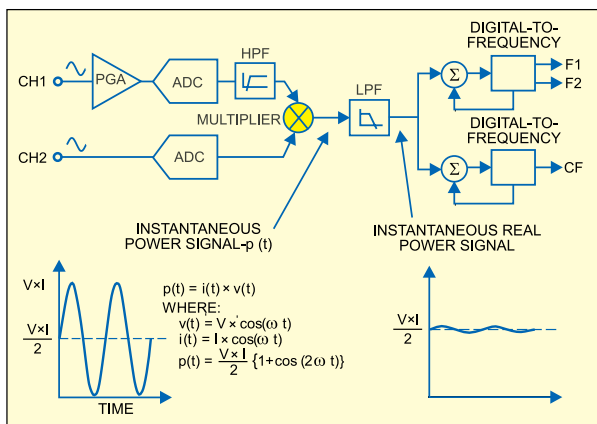 DIGITAL-TO-
FREQUENCY
F1
F2
HPF
CH1
PGA
ADC
Σ
LPF
MULTIPLIER
DIGITAL-TO-
FREQUENCY
CH2
ADC
Σ
CF
INSTANTANEOUS
POWER SIGNAL-p (t)
INSTANTANEOUS REAL
POWER SIGNAL
V×I
p(t) = i(t) × v(t)
WHERE:
v(t) = V × cos(ω t)
i(t) = I × cos(ω t)
p(t) = V × I / 2 {1+cos (2ω t)}
V×I
2
TIME
V×I
2